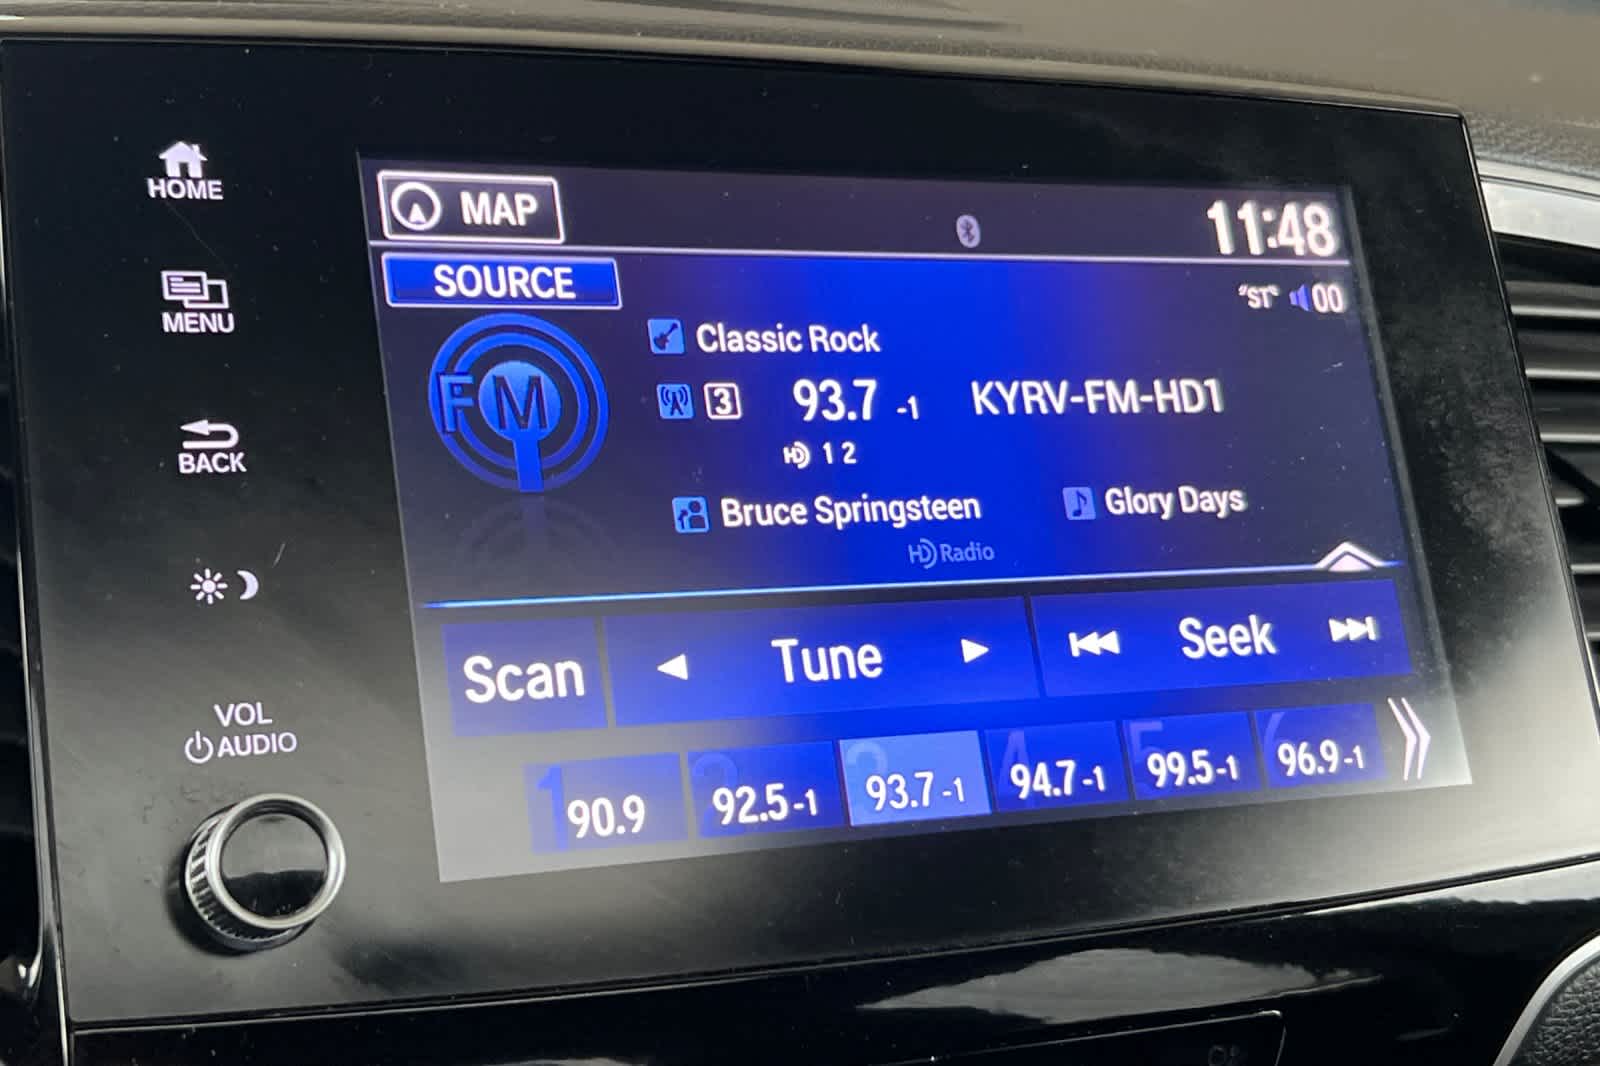 HOME
MAP
11:48
SOURCE
"ST" 00
MENU
Classic Rock
FM
3 93.7 -1 KYRV-FM-HD1
HD 1 2
BACK
Bruce Springsteen Glory Days
HD Radio
Scan Tune Seek
VOL
AUDIO
1 90.9 2 92.5-1 3 93.7-1 4 94.7-1 5 99.5-1 6 96.9-1